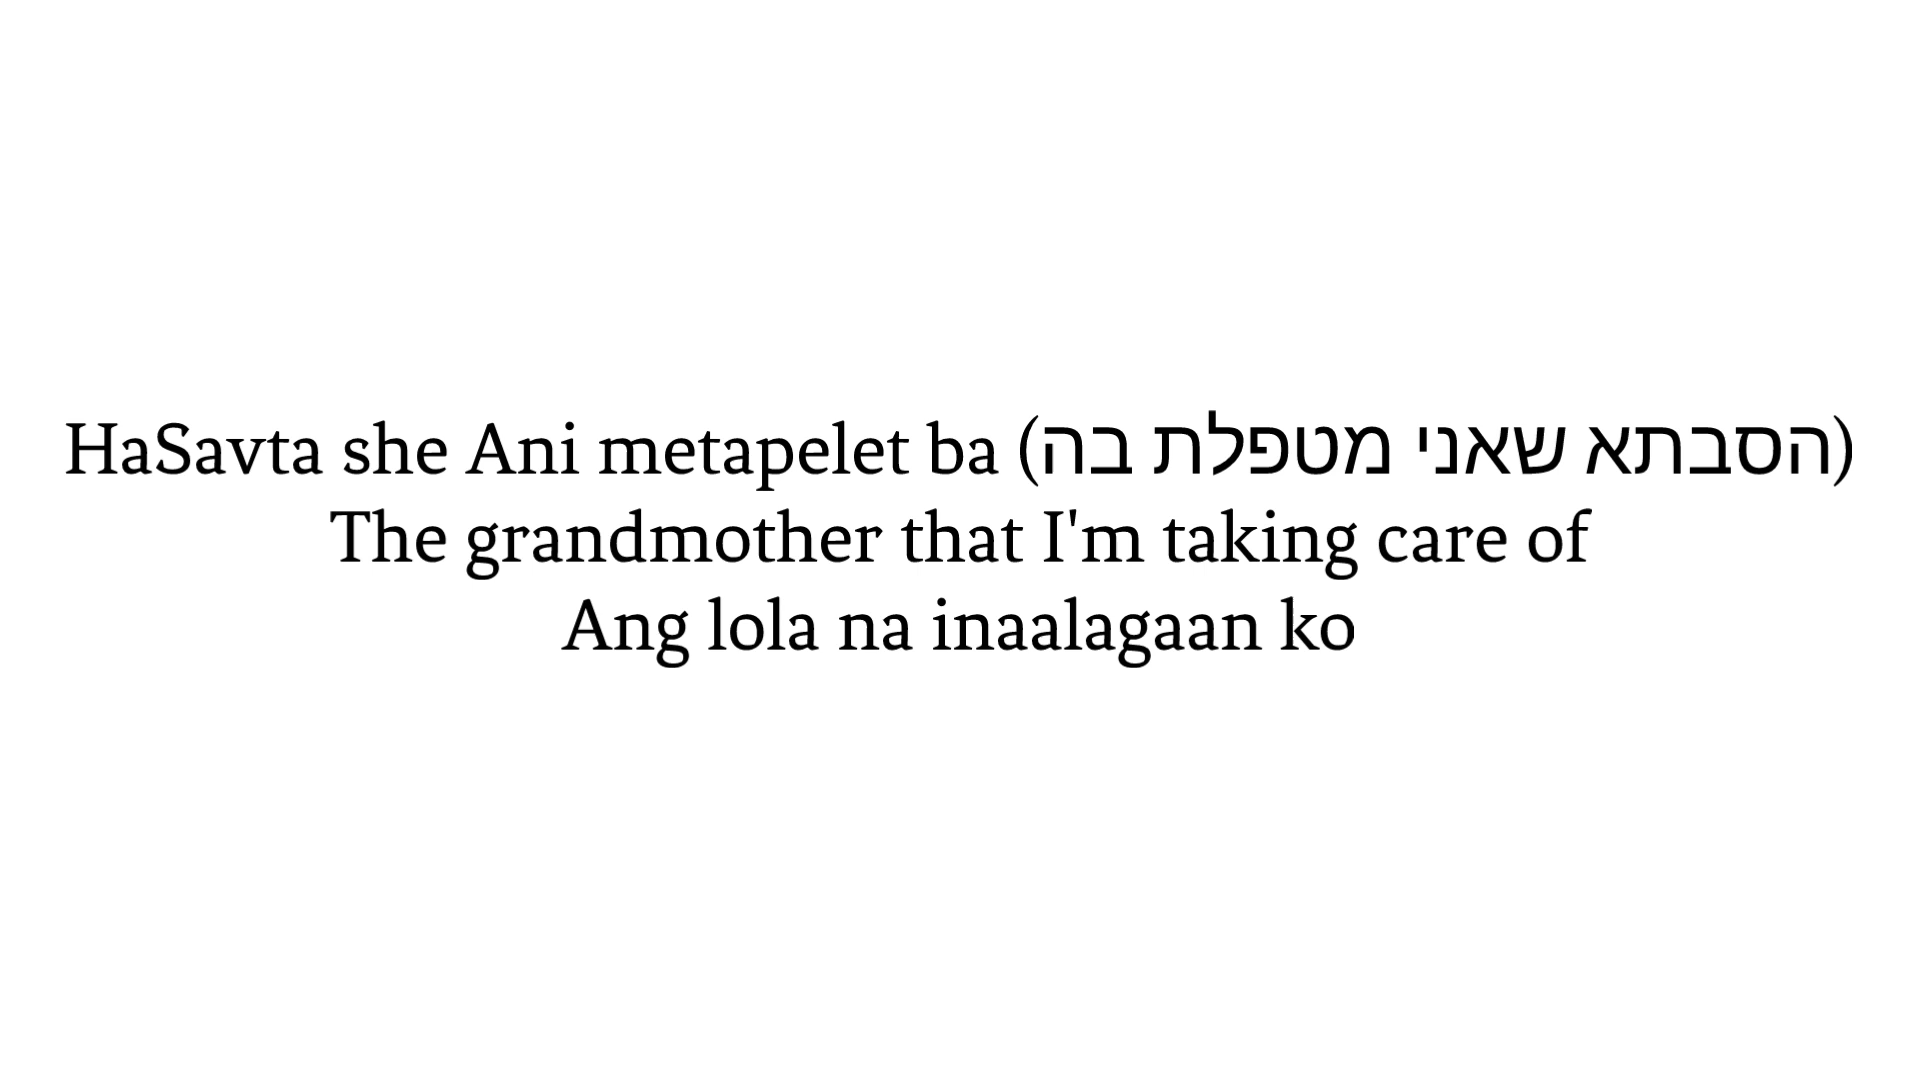 HaSavta she Ani metapelet ba (הסבתא שאני מטפלת בה)
The grandmother that I'm taking care of
Ang lola na inaalagaan ko